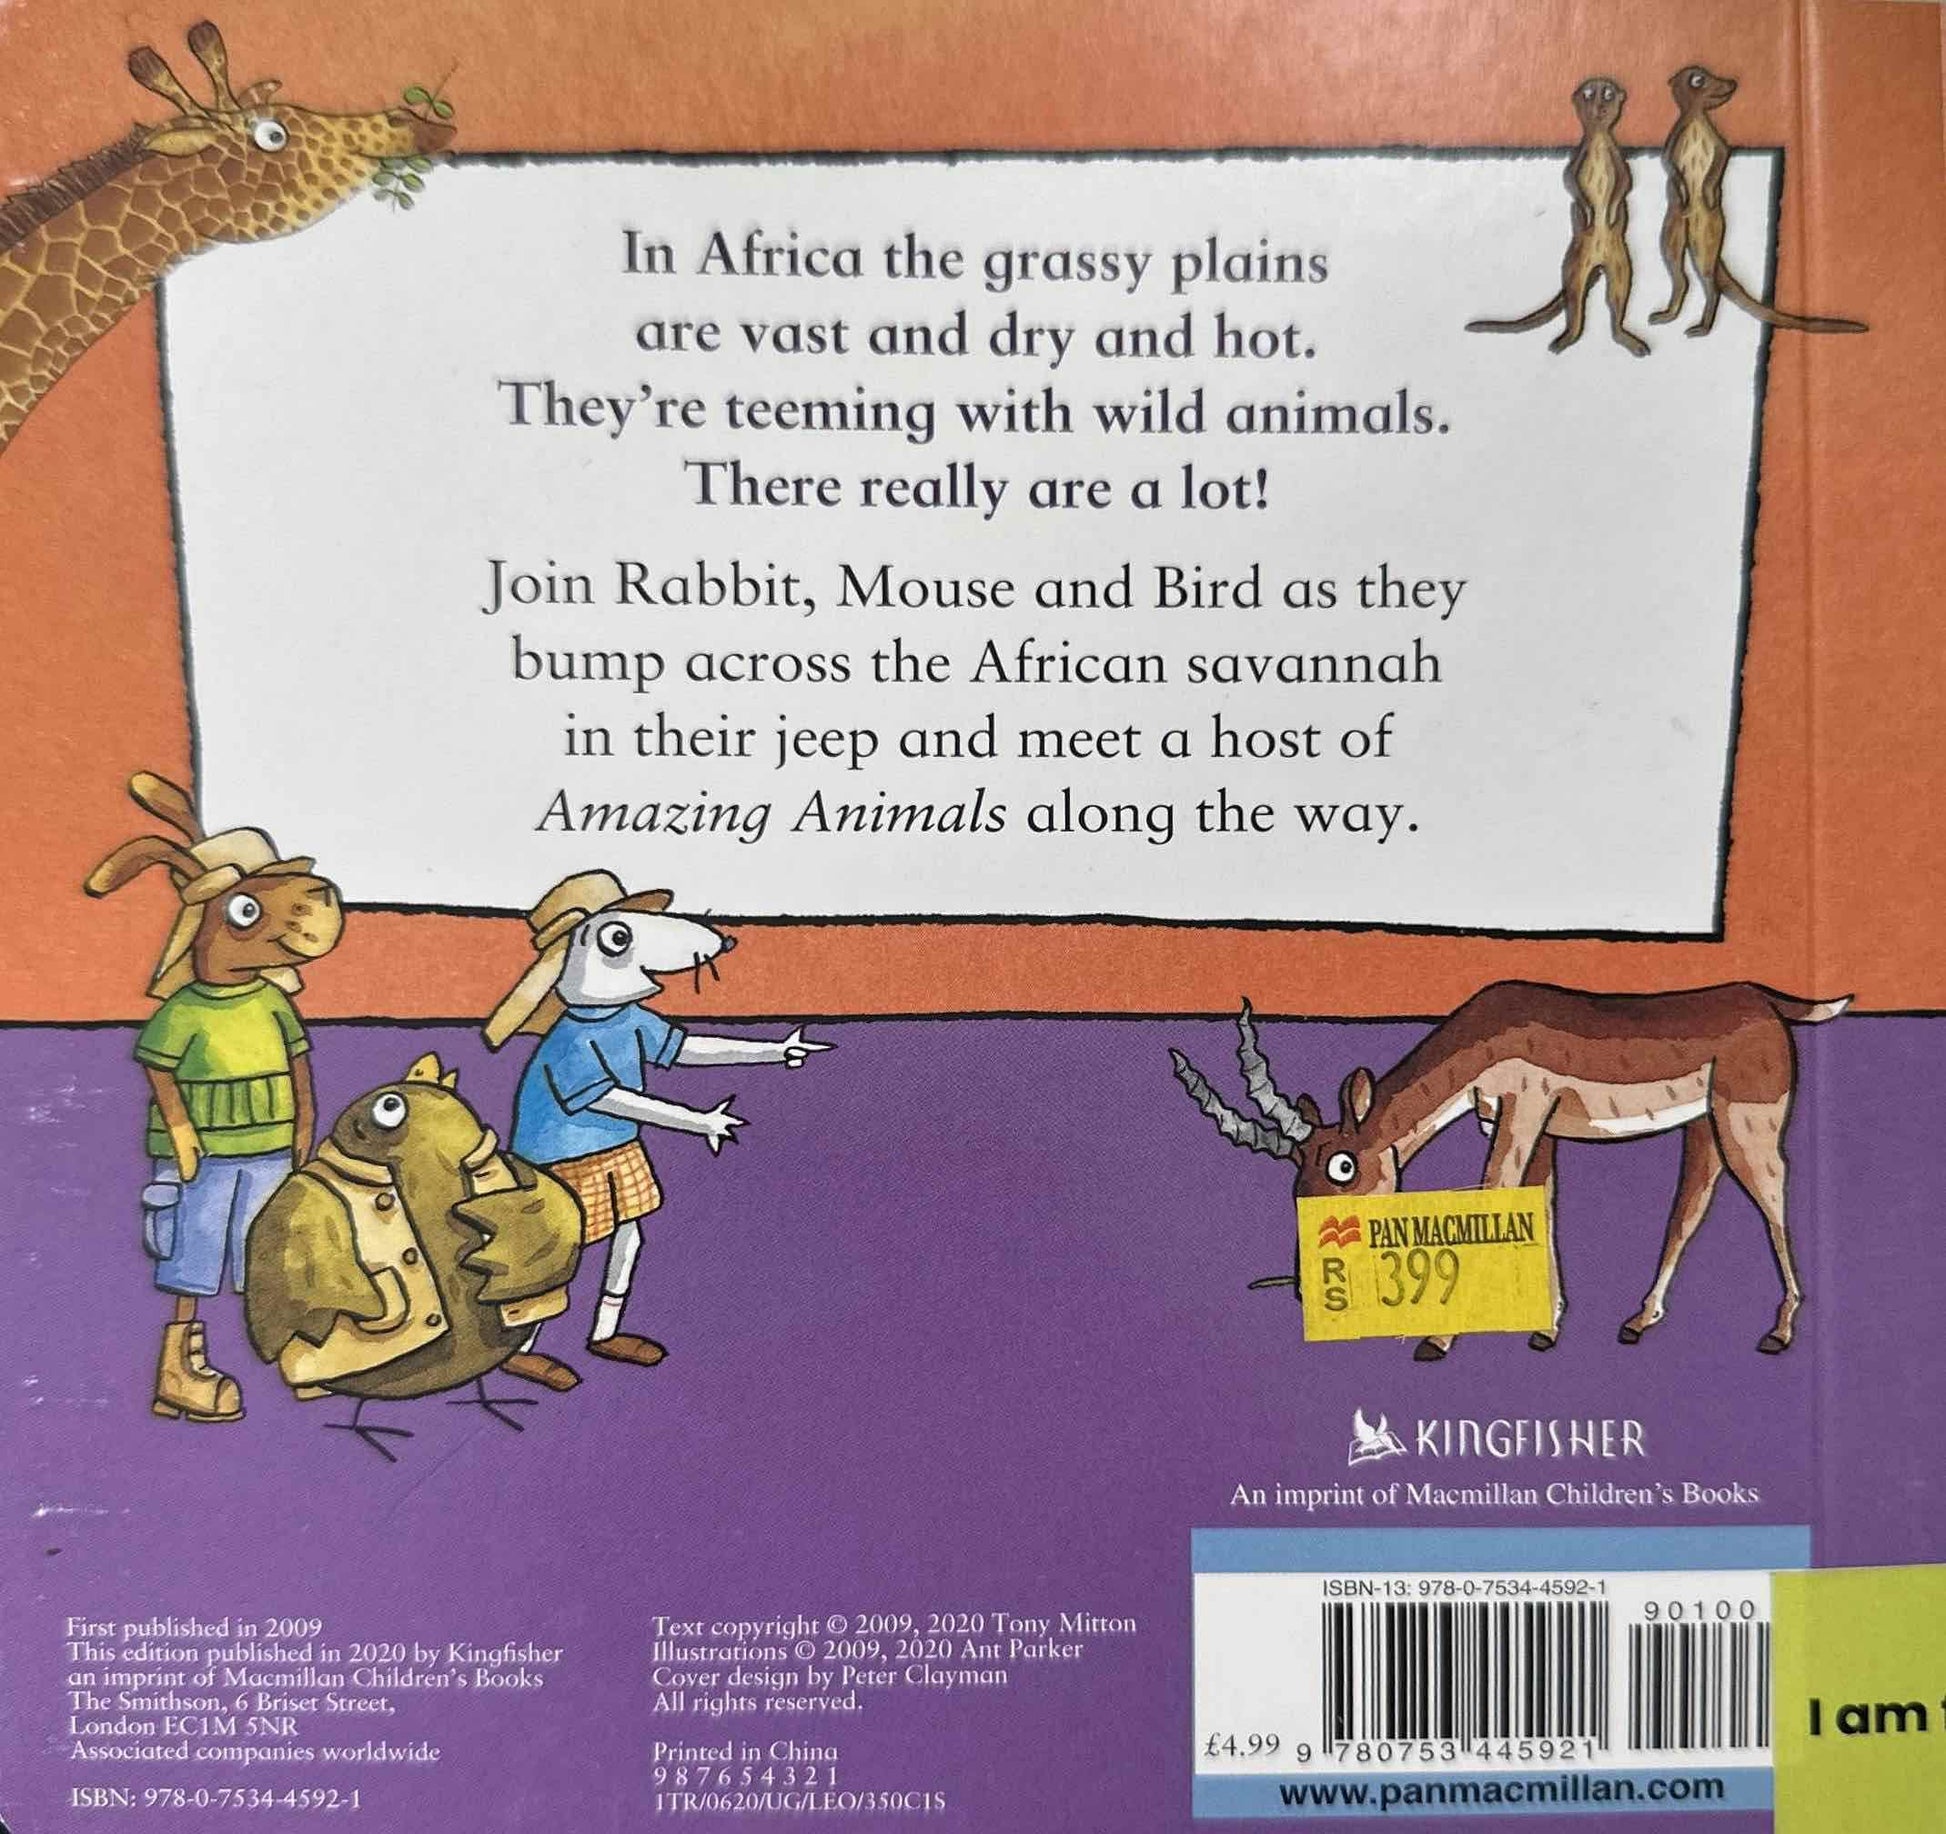 In Africa the grassy plains
are vast and dry and hot.
They're teeming with wild animals.
There really are a lot!
Join Rabbit, Mouse and Bird as they
bump across the African savannah
in their jeep and meet a host of
Amazing Animals along the way.
PAN MACMILLAN
RS 399
KINGFISHER
An imprint of Macmillan Children's Books
First published in 2009
This edition published in 2020 by Kingfisher
an imprint of Macmillan Children's Books
The Smithson, 6 Briset Street,
London EC1M 5NR
Associated companies worldwide
ISBN: 978-0-7534-4592-1
Text copyright © 2009, 2020 Tony Mitton
Illustrations © 2009, 2020 Ant Parker
Cover design by Peter Clayman
All rights reserved.
Printed in China
9 8 7 6 5 4 3 2 1
1TR/0620/UG/LEO/350C1S
ISBN-13: 978-0-7534-4592-1
90100
£4.99
9 780753 445921
www.panmacmillan.com
I am